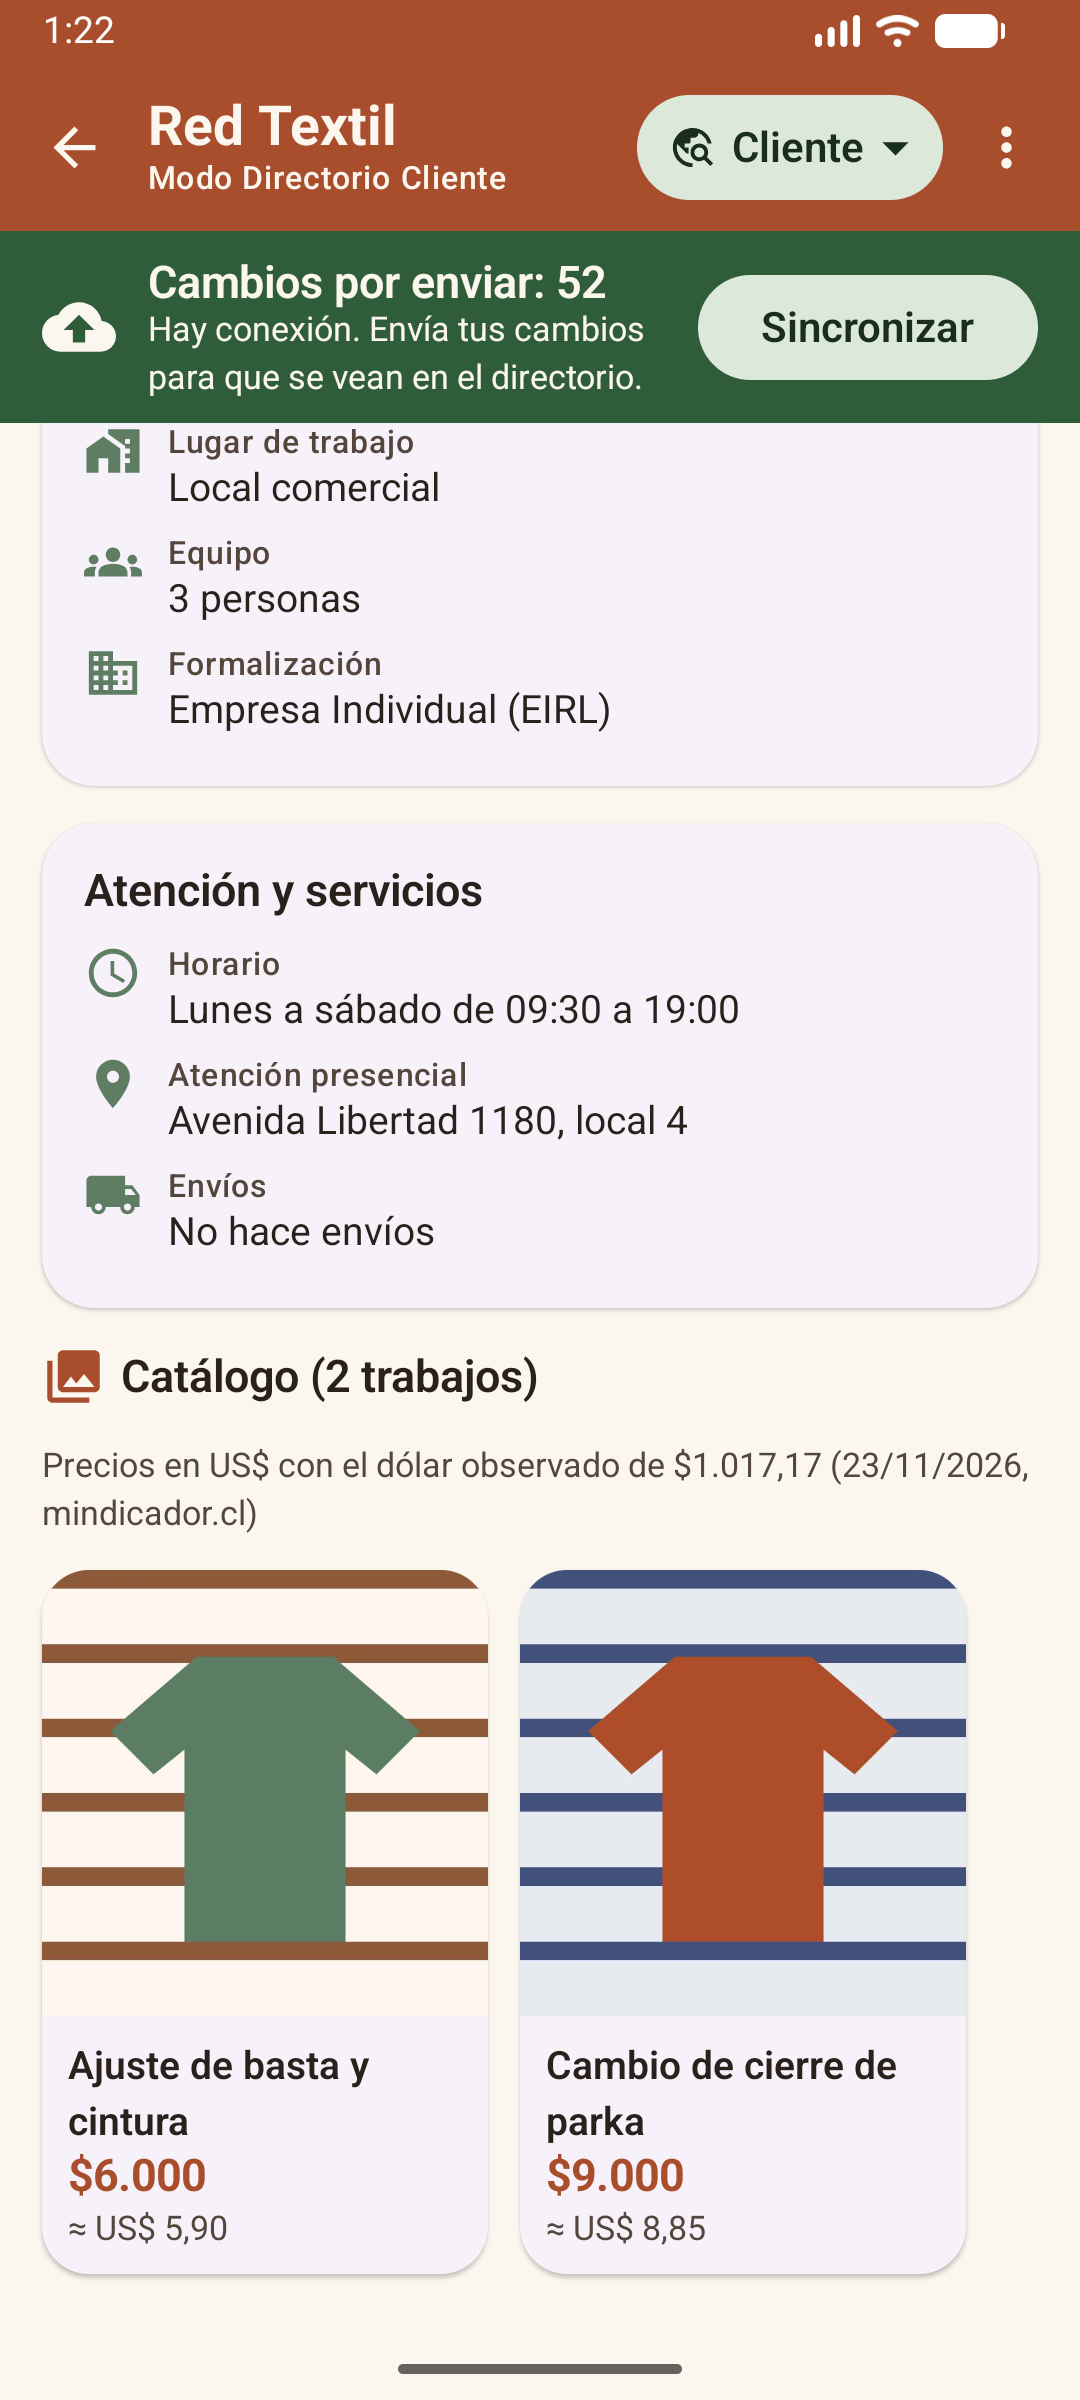 1:22
Red Textil
Modo Directorio Cliente
Cliente
Cambios por enviar: 52
Hay conexión. Envía tus cambios
para que se vean en el directorio.
Sincronizar
Lugar de trabajo
Local comercial
Equipo
3 personas
Formalización
Empresa Individual (EIRL)
Atención y servicios
Horario
Lunes a sábado de 09:30 a 19:00
Atención presencial
Avenida Libertad 1180, local 4
Envíos
No hace envíos
Catálogo (2 trabajos)
Precios en US$ con el dólar observado de $1.017,17 (23/11/2026,
mindicador.cl)
Ajuste de basta y
cintura
$6.000
≈ US$ 5,90
Cambio de cierre de
parka
$9.000
≈ US$ 8,85